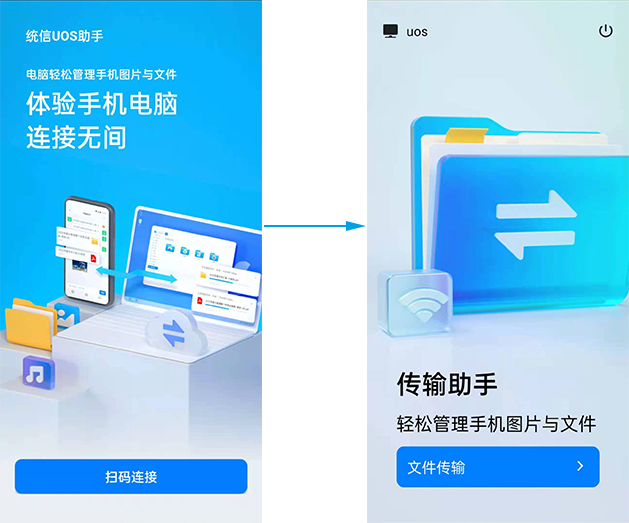 统信UOS助手
电脑轻松管理手机图片与文件
体验手机电脑
连接无间
扫码连接
uos
传输助手
轻松管理手机图片与文件
文件传输